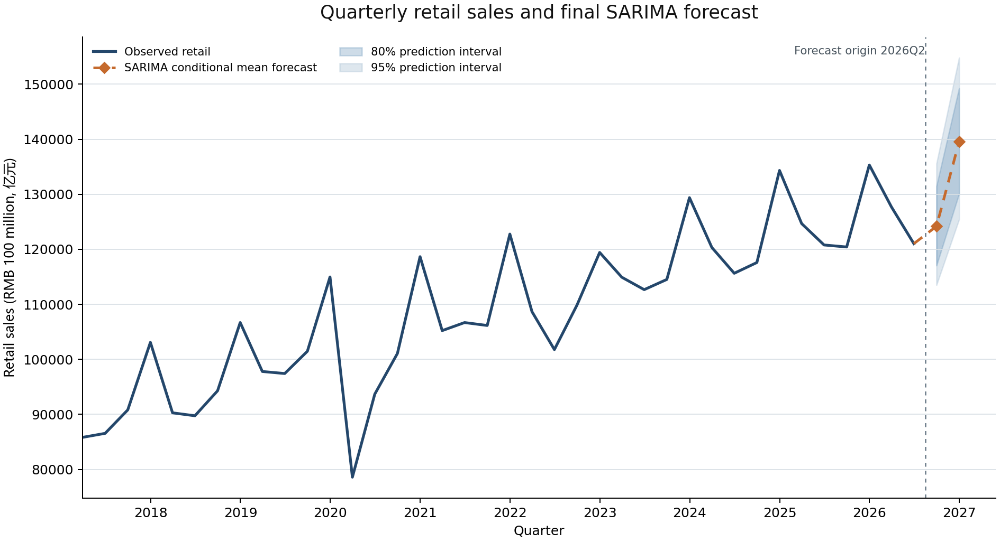 Quarterly retail sales and final SARIMA forecast
Observed retail
SARIMA conditional mean forecast
80% prediction interval
95% prediction interval
Forecast origin 2026Q2
Retail sales (RMB 100 million, 亿元)
150000
140000
130000
120000
110000
100000
90000
80000
2018 2019 2020 2021 2022 2023 2024 2025 2026 2027
Quarter